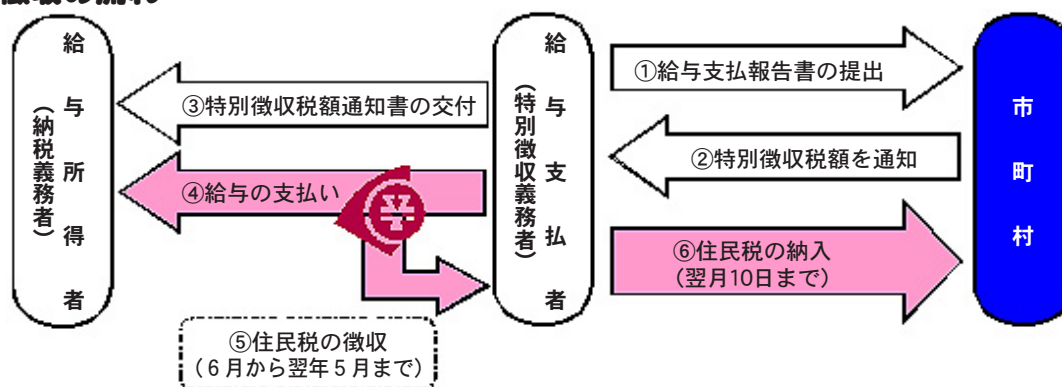 給与所得者
（納税義務者）
給与支払者
（特別徴収義務者）
市町村
①給与支払報告書の提出
②特別徴収税額を通知
③特別徴収税額通知書の交付
④給与の支払い
⑤住民税の徴収
（6月から翌年5月まで）
⑥住民税の納入
（翌月10日まで）